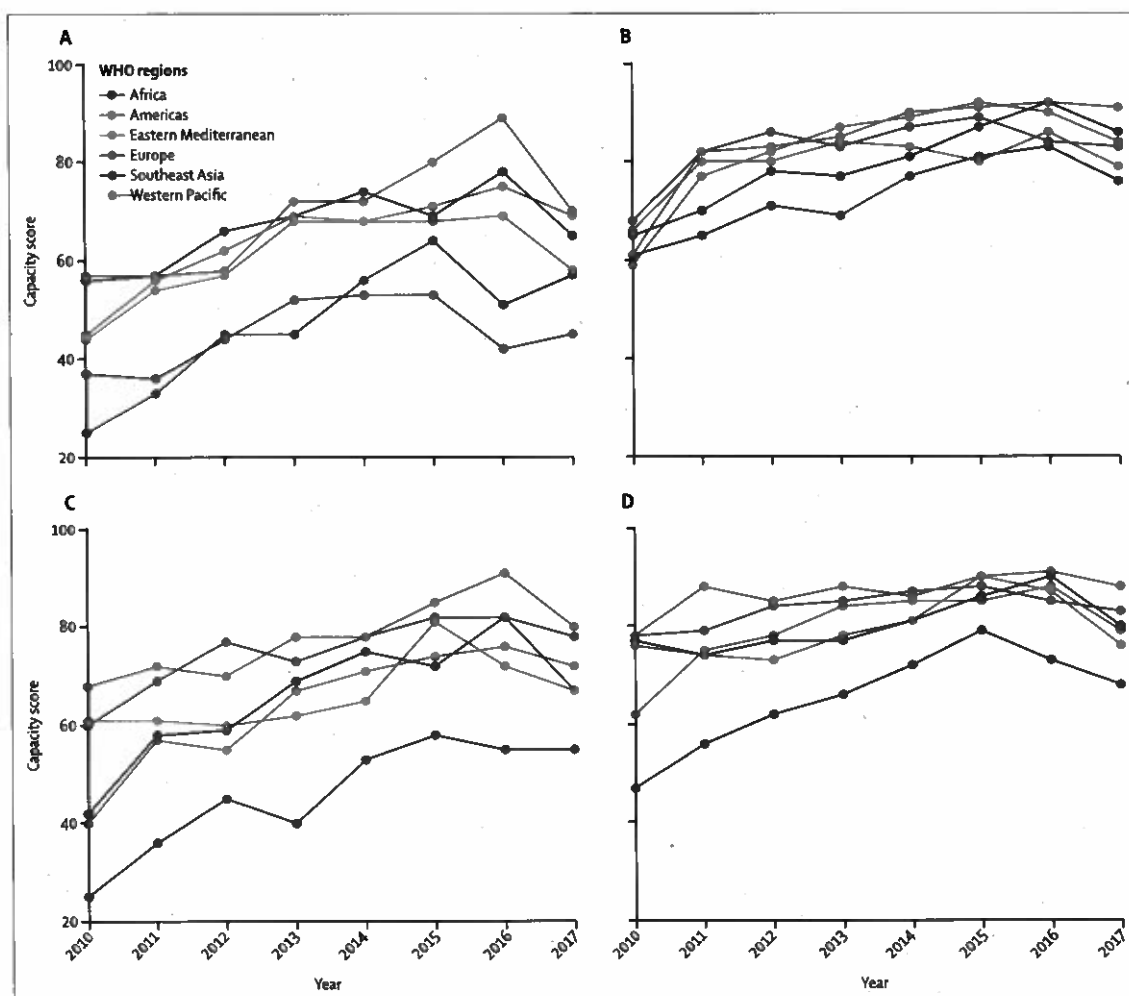 A
B
100
80
60
40
20
Capacity score
WHO regions
Africa
Americas
Eastern Mediterranean
Europe
Southeast Asia
Western Pacific
C
D
100
80
60
40
20
Capacity score
2010 2011 2012 2013 2014 2015 2016 2017
2010 2011 2012 2013 2014 2015 2016 2017
Year
Year